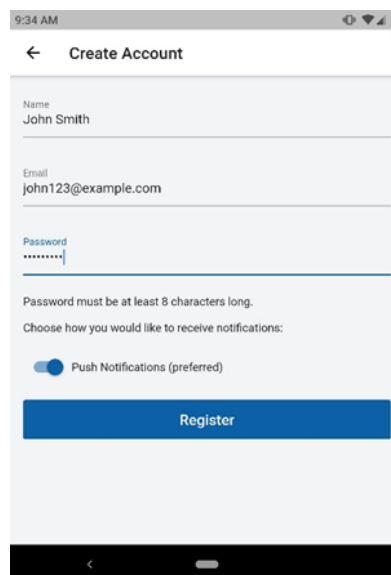 9:34 AM
Create Account
Name
John Smith
Email
john123@example.com
Password
•••••••••
Password must be at least 8 characters long.
Choose how you would like to receive notifications:
Push Notifications (preferred)
Register